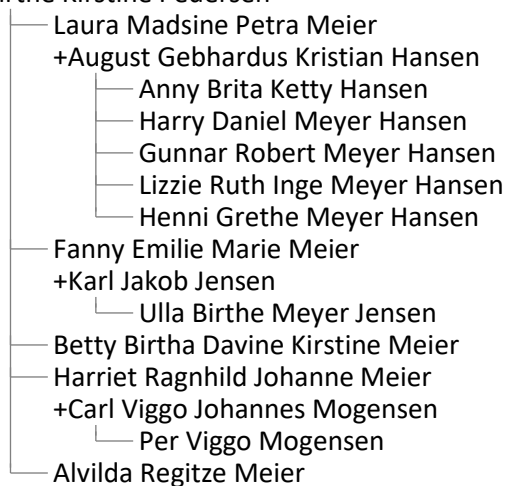 Laura Madsine Petra Meier
+August Gebhardus Kristian Hansen
Anny Brita Ketty Hansen
Harry Daniel Meyer Hansen
Gunnar Robert Meyer Hansen
Lizzie Ruth Inge Meyer Hansen
Henni Grethe Meyer Hansen
Fanny Emilie Marie Meier
+Karl Jakob Jensen
Ulla Birthe Meyer Jensen
Betty Birtha Davine Kirstine Meier
Harriet Ragnhild Johanne Meier
+Carl Viggo Johannes Mogensen
Per Viggo Mogensen
Alvilda Regitze Meier